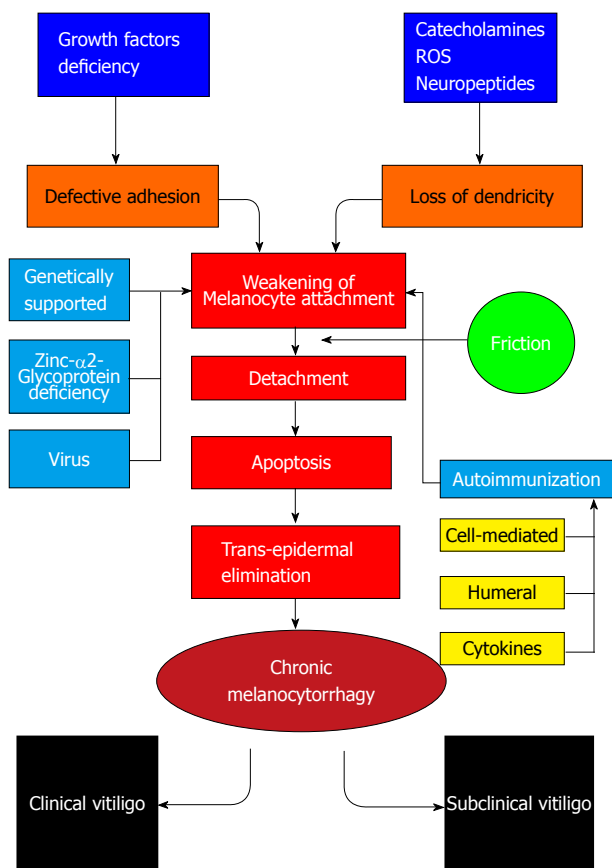 Growth factors
deficiency
Catecholamines
ROS
Neuropeptides
Defective adhesion
Loss of dendricity
Genetically
supported
Weakening of
Melanocyte attachment
Zinc-α2-
Glycoprotein
deficiency
Friction
Detachment
Virus
Apoptosis
Autoimmunization
Cell-mediated
Trans-epidermal
elimination
Humeral
Cytokines
Chronic
melanocytorrhagy
Clinical vitiligo
Subclinical vitiligo